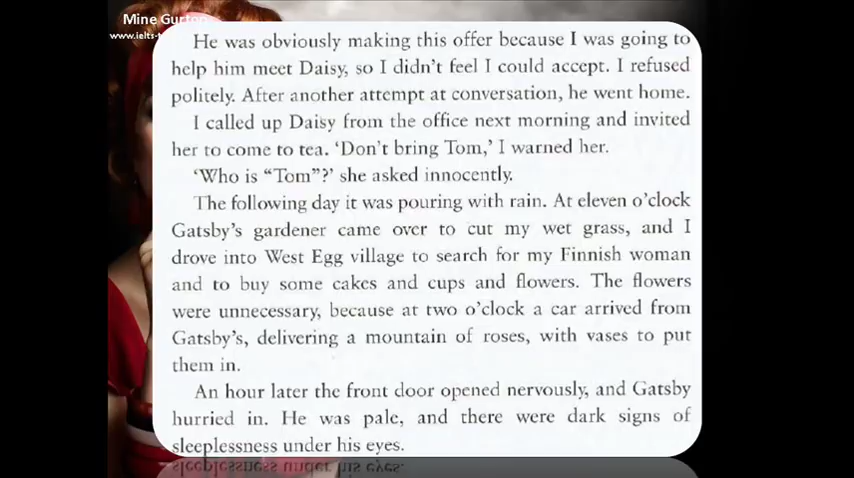 Mine Gurton
www.ielts-t
He was obviously making this offer because I was going to
help him meet Daisy, so I didn't feel I could accept. I refused
politely. After another attempt at conversation, he went home.
I called up Daisy from the office next morning and invited
her to come to tea. ‘Don't bring Tom,’ I warned her.
‘Who is “Tom”?’ she asked innocently.
The following day it was pouring with rain. At eleven o'clock
Gatsby's gardener came over to cut my wet grass, and I
drove into West Egg village to search for my Finnish woman
and to buy some cakes and cups and flowers. The flowers
were unnecessary, because at two o'clock a car arrived from
Gatsby's, delivering a mountain of roses, with vases to put
them in.
An hour later the front door opened nervously, and Gatsby
hurried in. He was pale, and there were dark signs of
sleeplessness under his eyes.